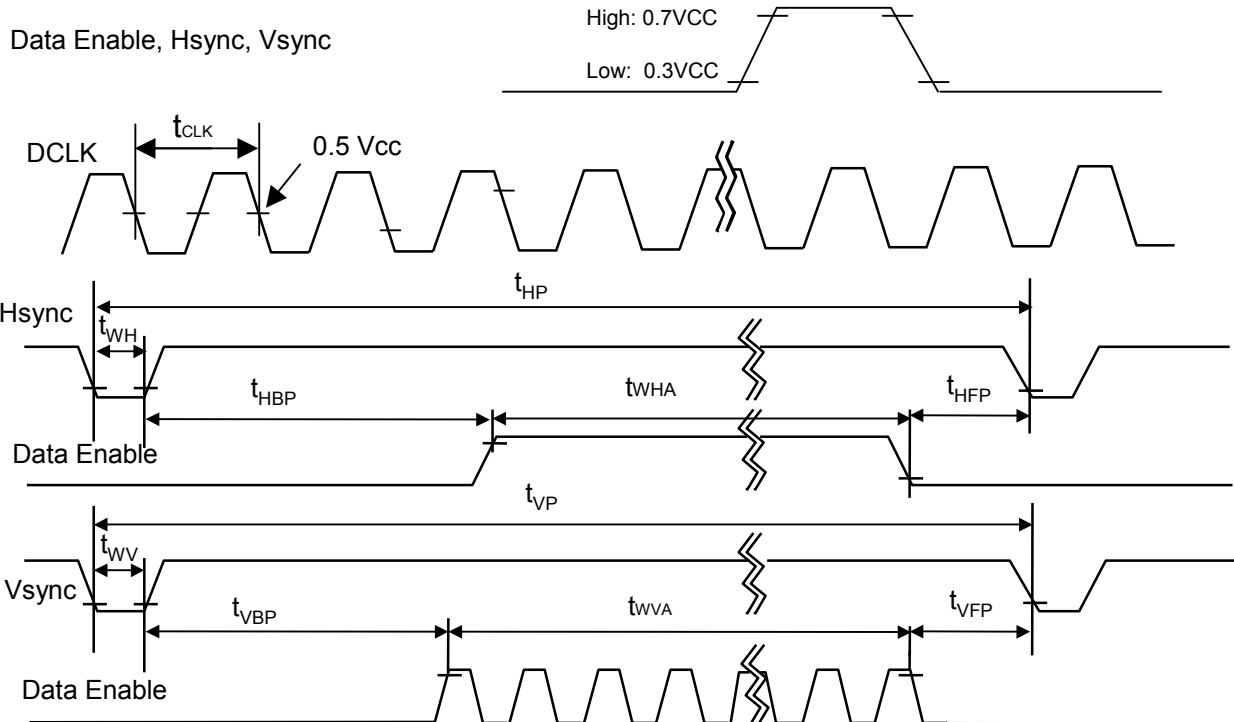 High: 0.7VCC
Data Enable, Hsync, Vsync
Low: 0.3VCC
tCLK
DCLK
0.5 Vcc
tHP
Hsync
tWH
tHBP
tWHA
tHFP
Data Enable
tVP
tWV
Vsync
tVBP
tWVA
tVFP
Data Enable